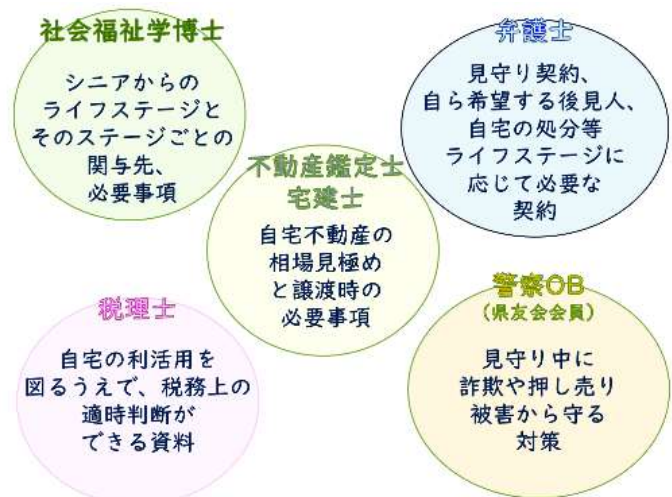 社会福祉学博士
シニアからの
ライフステージと
そのステージごとの
関与先、
必要事項
弁護士
見守り契約、
自ら希望する後見人、
自宅の処分等
ライフステージに
応じて必要な
契約
不動産鑑定士
宅建士
自宅不動産の
相場見極め
と譲渡時の
必要事項
税理士
自宅の利活用を
図るうえで、税務上の
適時判断が
できる資料
警察OB
(県友会会員)
見守り中に
詐欺や押し売り
被害から守る
対策